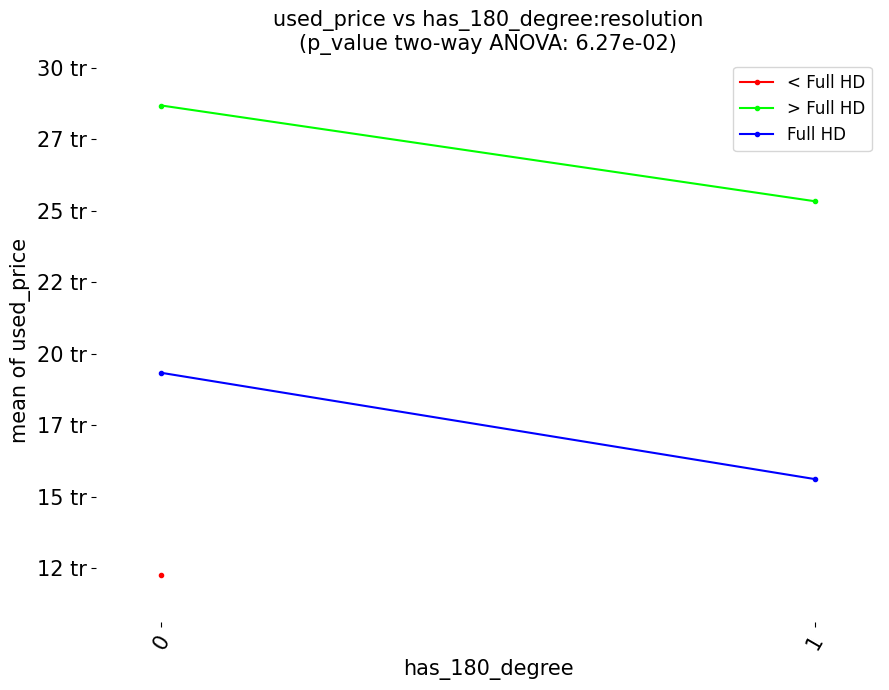 used_price vs has_180_degree:resolution
(p_value two-way ANOVA: 6.27e-02)
30 tr
27 tr
25 tr
22 tr
20 tr
17 tr
15 tr
12 tr
mean of used_price
< Full HD
> Full HD
Full HD
0
1
has_180_degree